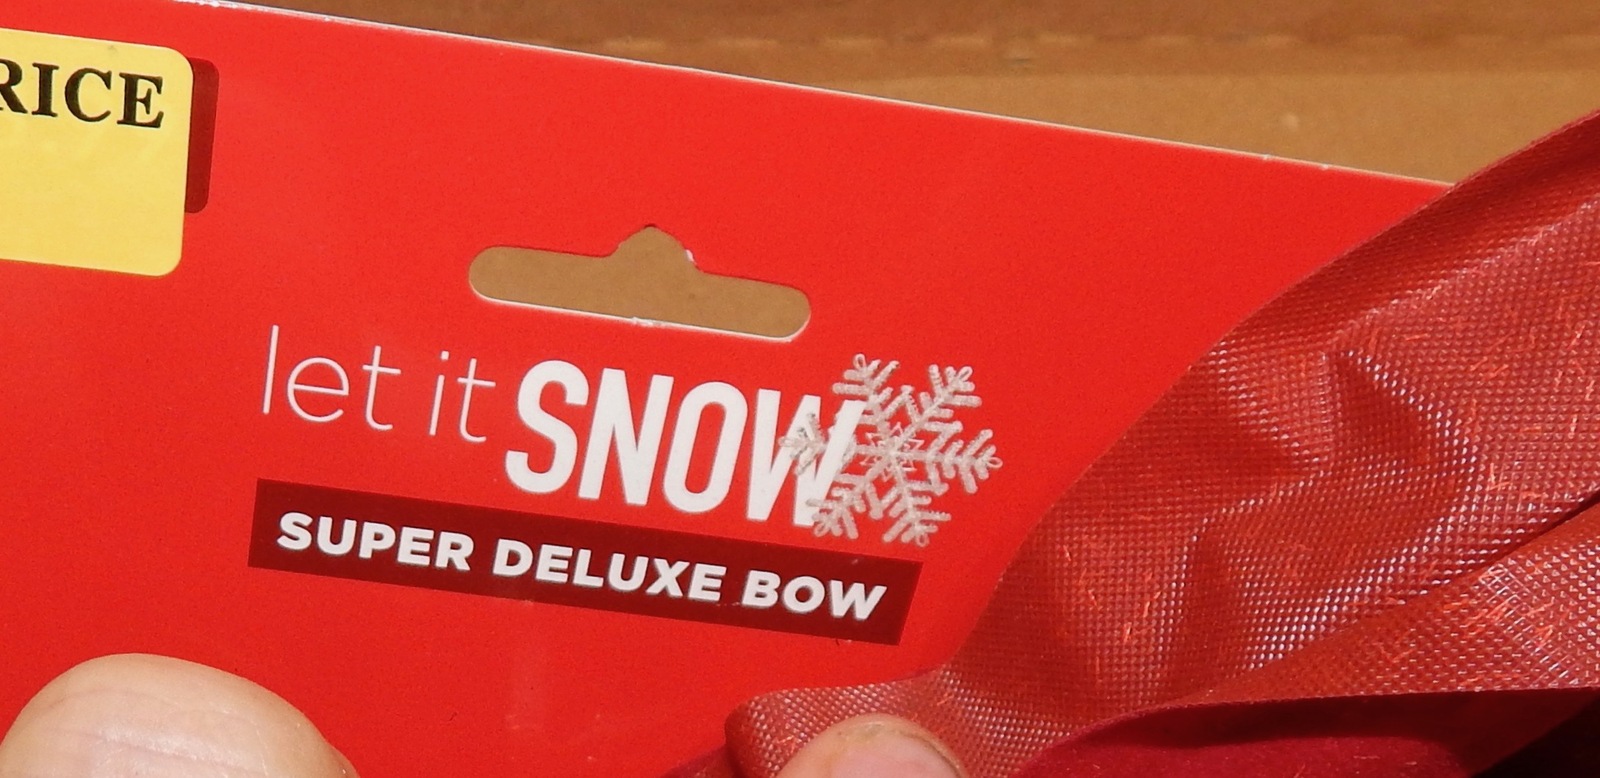 RICE
let it SNOW
SUPER DELUXE BOW